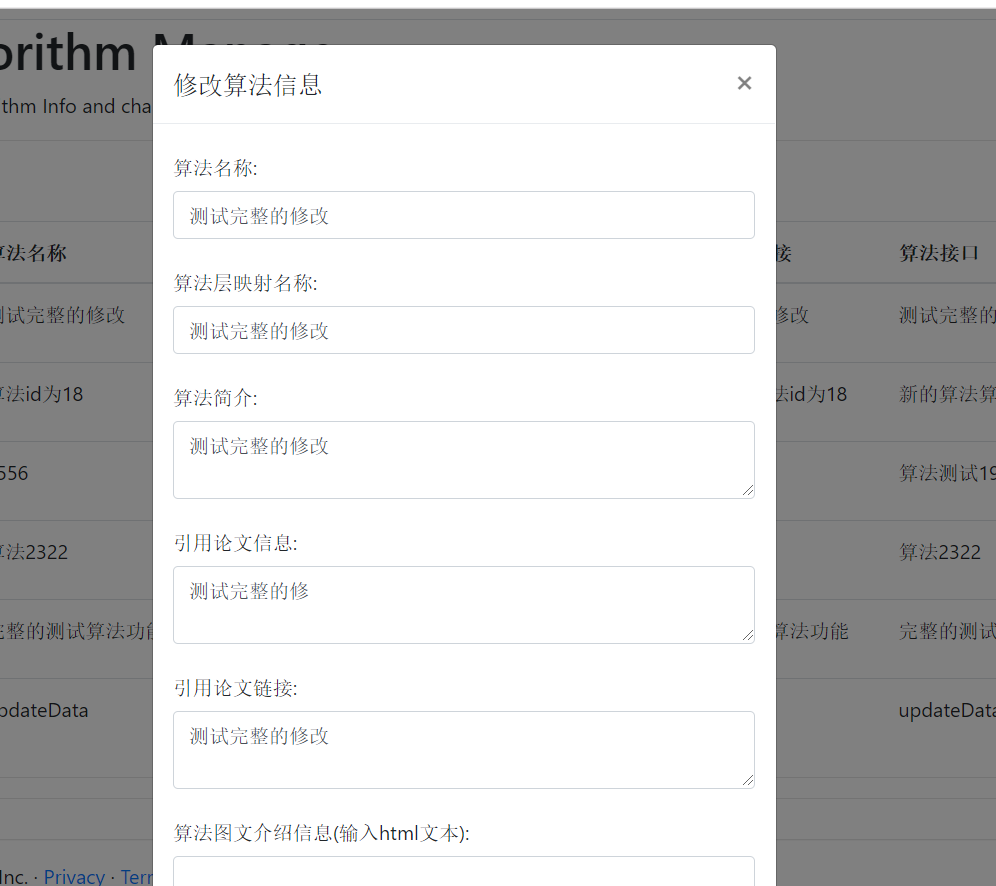 修改算法信息
×
算法名称:
测试完整的修改
算法层映射名称:
测试完整的修改
算法简介:
测试完整的修改
引用论文信息:
测试完整的修
引用论文链接:
测试完整的修改
算法图文介绍信息(输入html文本):
orithm Manage
thm Info and cha
算法名称
接
算法接口
测试完整的修改
修改
测试完整的
算法id为18
法id为18
新的算法算
556
算法测试19
算法2322
算法2322
完整的测试算法功能
算法功能
完整的测试
pdateData
updateData
Inc. · Privacy · Terr